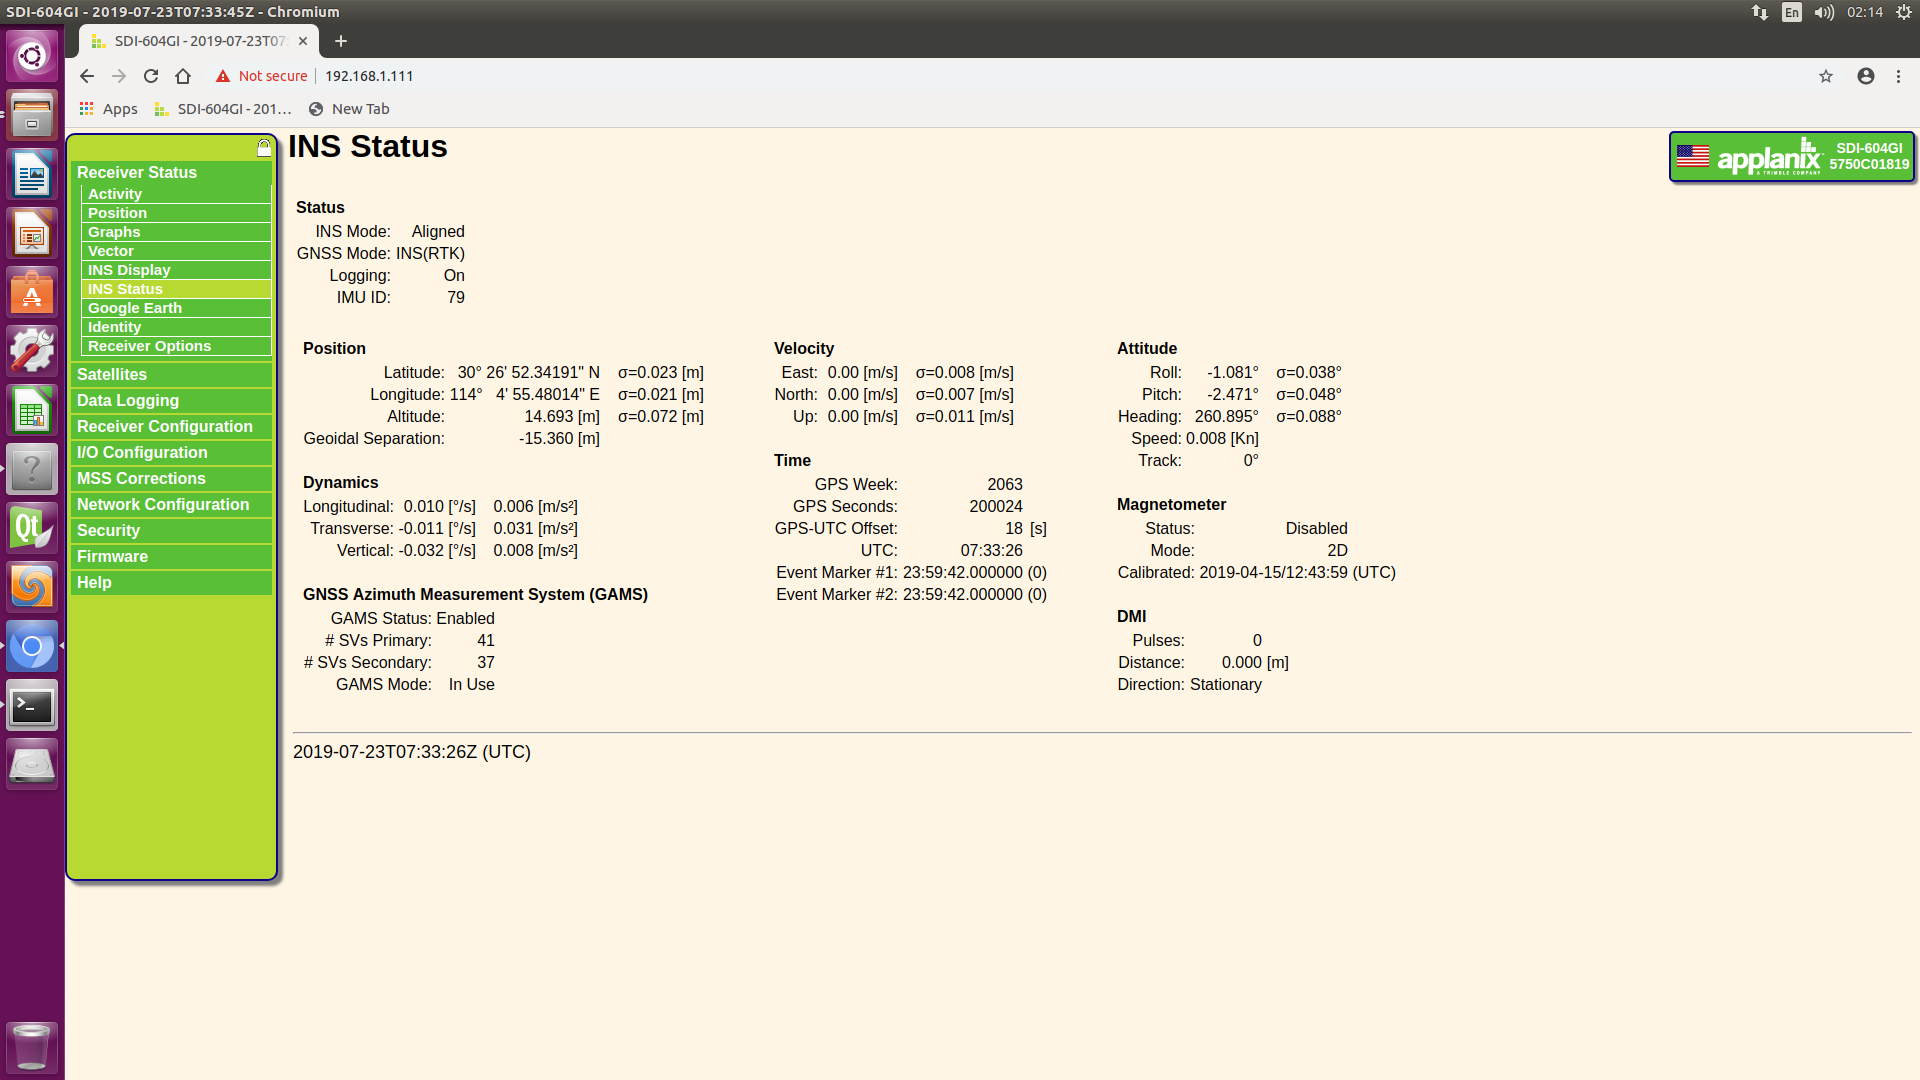 SDI-604GI - 2019-07-23T07:33:45Z - Chromium
En
02:14
SDI-604GI - 2019-07-23T07:
Not secure
192.168.1.111
Apps
SDI-604GI - 201...
New Tab
Receiver Status
Activity
Position
Graphs
Vector
INS Display
INS Status
Google Earth
Identity
Receiver Options
Satellites
Data Logging
Receiver Configuration
I/O Configuration
MSS Corrections
Network Configuration
Security
Firmware
Help
INS Status
applanix
A TRIMBLE COMPANY
SDI-604GI
5750C01819
Status
INS Mode: Aligned
GNSS Mode: INS(RTK)
Logging: On
IMU ID: 79
Position
Latitude: 30° 26' 52.34191" N σ=0.023 [m]
Longitude: 114° 4' 55.48014" E σ=0.021 [m]
Altitude: 14.693 [m] σ=0.072 [m]
Geoidal Separation: -15.360 [m]
Dynamics
Longitudinal: 0.010 [°/s] 0.006 [m/s²]
Transverse: -0.011 [°/s] 0.031 [m/s²]
Vertical: -0.032 [°/s] 0.008 [m/s²]
GNSS Azimuth Measurement System (GAMS)
GAMS Status: Enabled
# SVs Primary: 41
# SVs Secondary: 37
GAMS Mode: In Use
Velocity
East: 0.00 [m/s] σ=0.008 [m/s]
North: 0.00 [m/s] σ=0.007 [m/s]
Up: 0.00 [m/s] σ=0.011 [m/s]
Time
GPS Week: 2063
GPS Seconds: 200024
GPS-UTC Offset: 18 [s]
UTC: 07:33:26
Event Marker #1: 23:59:42.000000 (0)
Event Marker #2: 23:59:42.000000 (0)
Attitude
Roll: -1.081° σ=0.038°
Pitch: -2.471° σ=0.048°
Heading: 260.895° σ=0.088°
Speed: 0.008 [Kn]
Track: 0°
Magnetometer
Status: Disabled
Mode: 2D
Calibrated: 2019-04-15/12:43:59 (UTC)
DMI
Pulses: 0
Distance: 0.000 [m]
Direction: Stationary
2019-07-23T07:33:26Z (UTC)